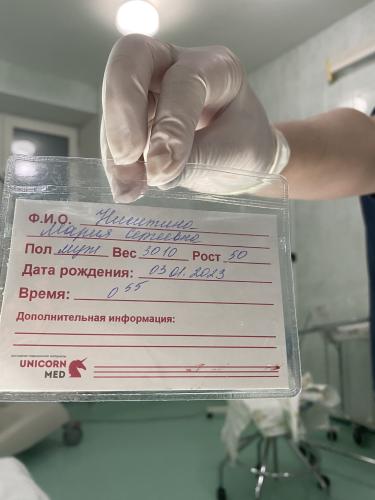 Ф.И.О. Никитина
Мария Сергеевна
Пол муж Вес 3010 Рост 50
Дата рождения: 03.01.2023
Время: 0 55
Дополнительная информация:
UNICORN
MED